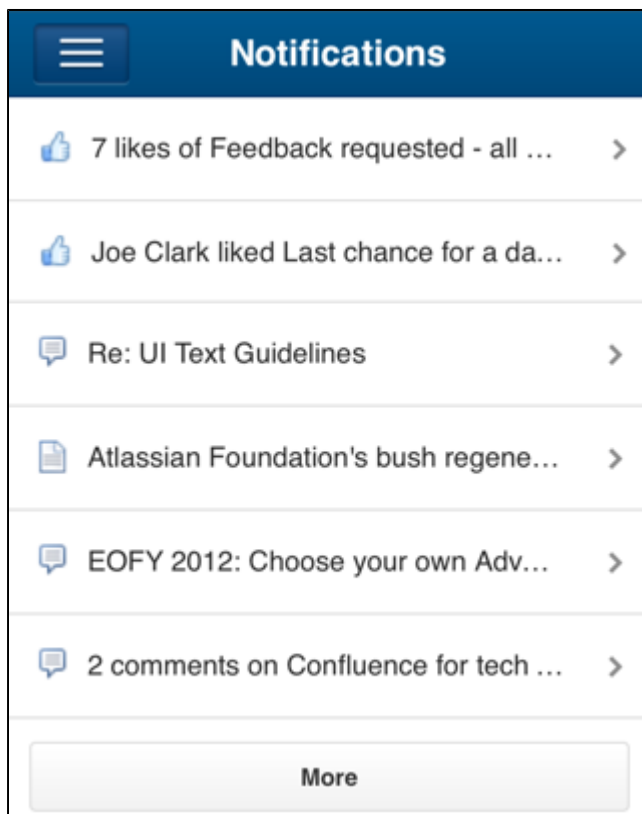 Notifications
7 likes of Feedback requested - all ...
Joe Clark liked Last chance for a da...
Re: UI Text Guidelines
Atlassian Foundation's bush regene...
EOFY 2012: Choose your own Adv...
2 comments on Confluence for tech ...
More